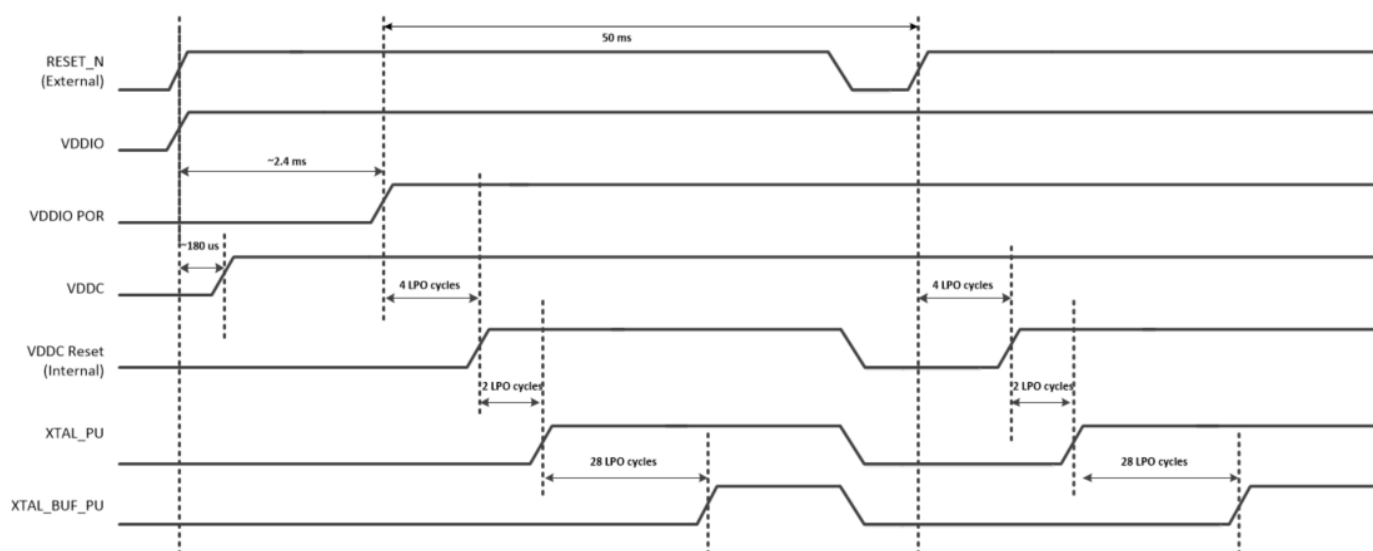 50 ms
RESET_N
(External)
VDDIO
~2.4 ms
VDDIO POR
~180 us
VDDC
4 LPO cycles
4 LPO cycles
VDDC Reset
(Internal)
2 LPO cycles
2 LPO cycles
XTAL_PU
28 LPO cycles
28 LPO cycles
XTAL_BUF_PU